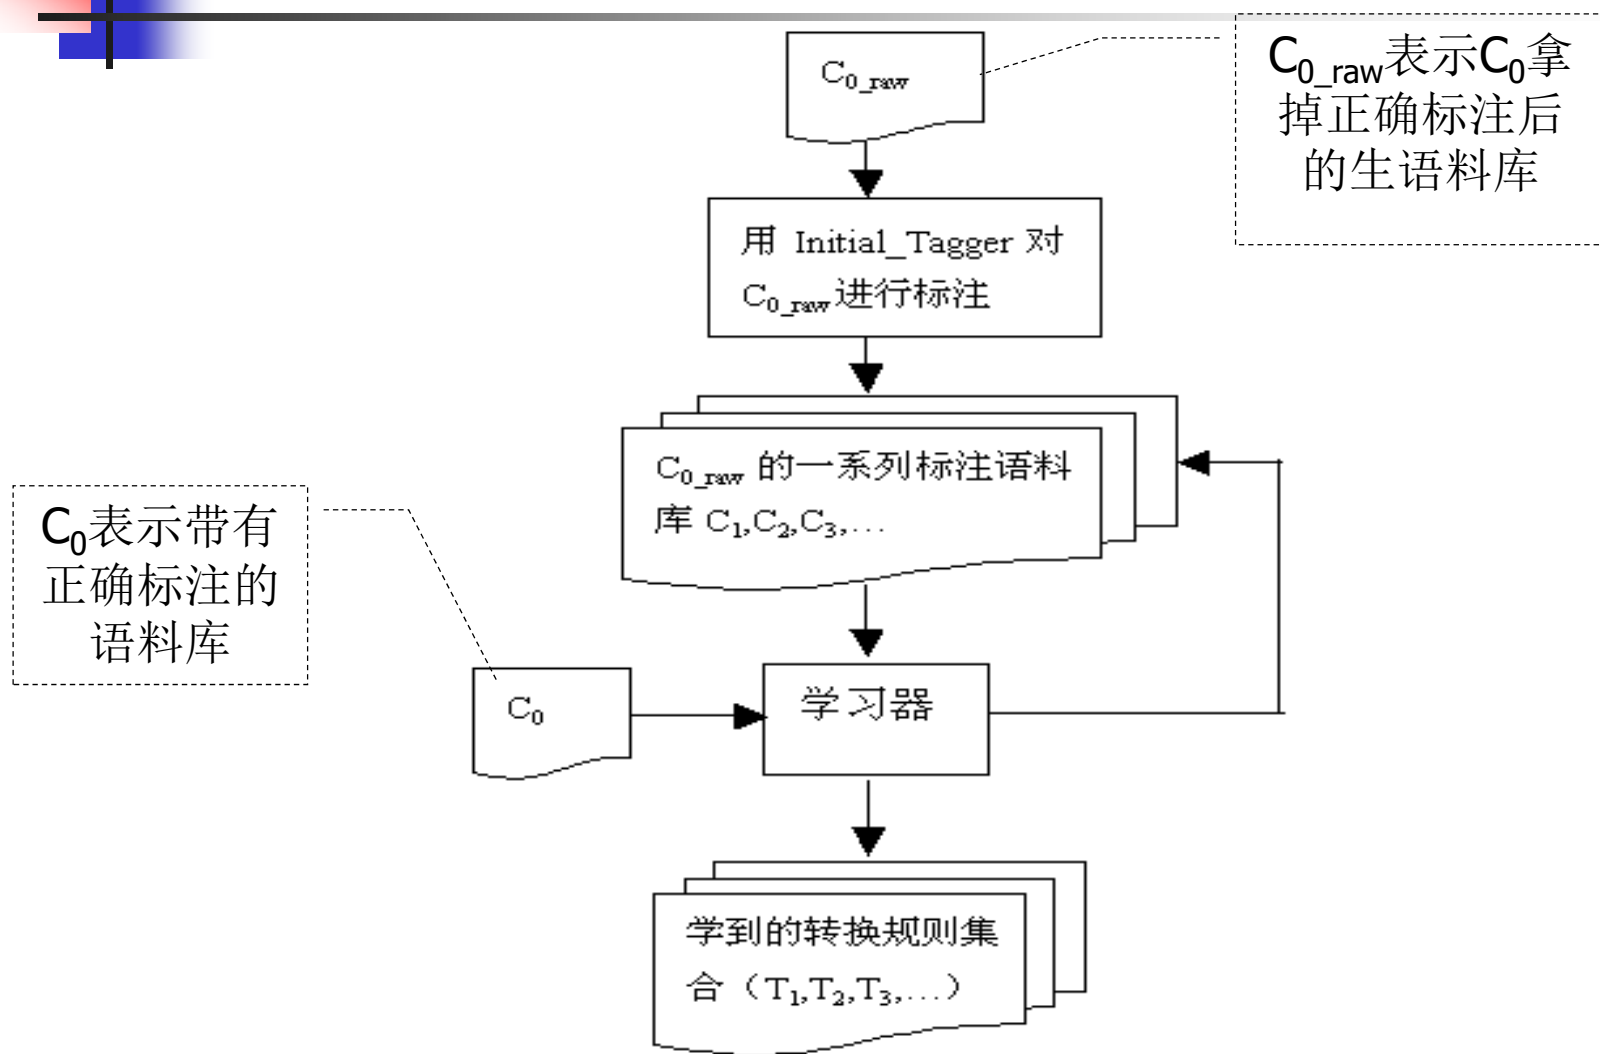 C₀_raw
C₀_raw表示C₀拿
掉正确标注后
的生语料库
用 Initial_Tagger 对
C₀_raw进行标注
C₀_raw 的一系列标注语料
库 C₁,C₂,C₃,…
C₀表示带有
正确标注的
语料库
C₀
学习器
学到的转换规则集
合（T₁,T₂,T₃,…）